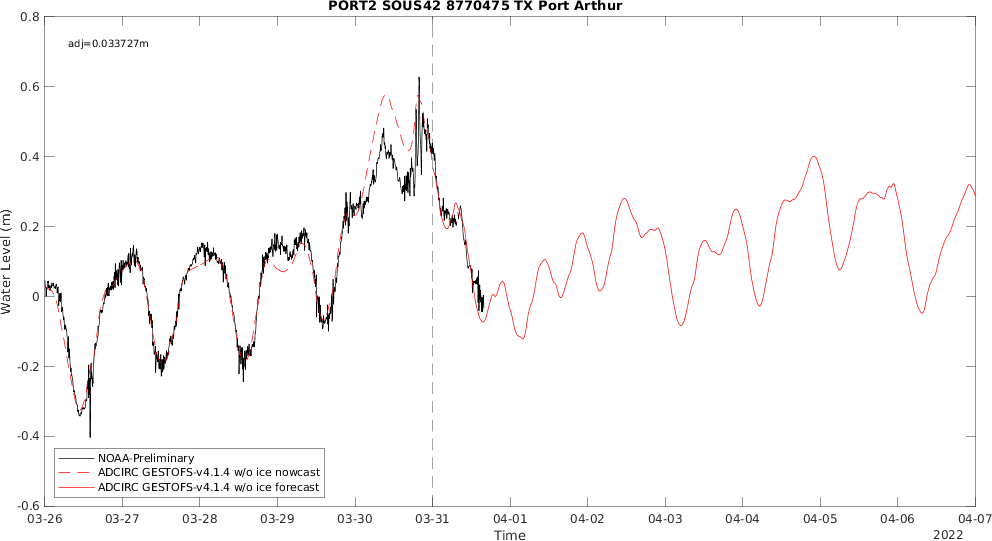 PORT2 SOUS42 8770475 TX Port Arthur
adj=0.033727m
0.8
0.6
0.4
0.2
0
-0.2
-0.4
-0.6
Water Level (m)
NOAA-Preliminary
ADCIRC GESTOFS-v4.1.4 w/o ice nowcast
ADCIRC GESTOFS-v4.1.4 w/o ice forecast
03-26 03-27 03-28 03-29 03-30 03-31 04-01 04-02 04-03 04-04 04-05 04-06 04-07
Time
2022